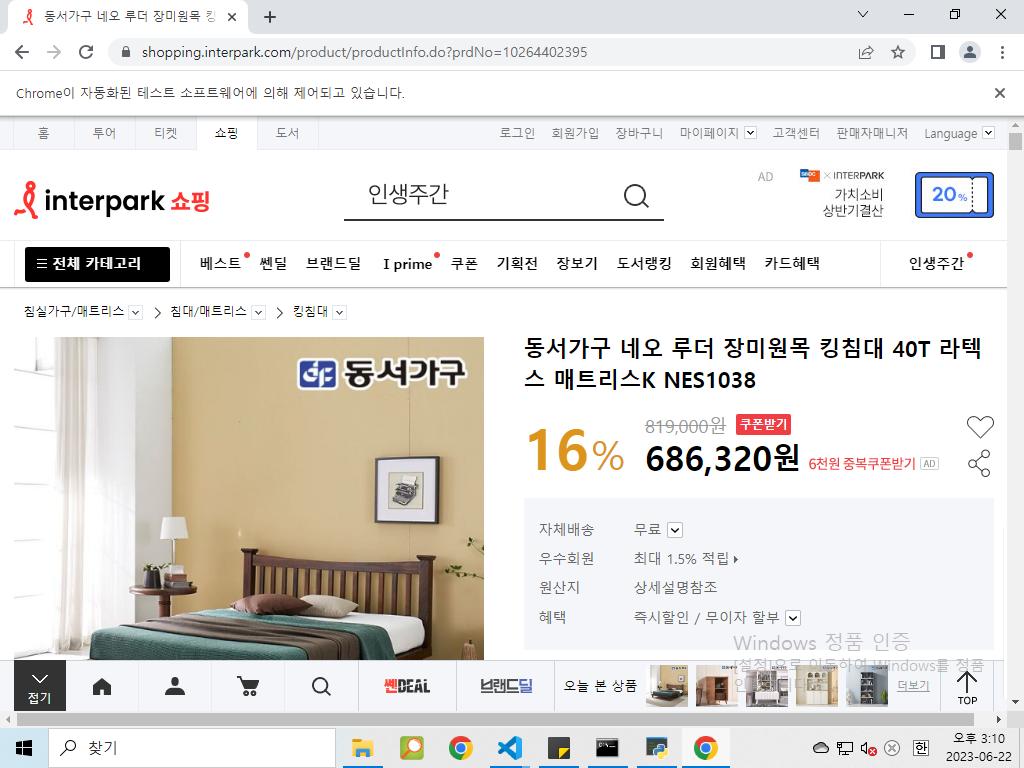 동서가구 네오 루더 장미원목 킹
shopping.interpark.com/product/productInfo.do?prdNo=10264402395
Chrome이 자동화된 테스트 소프트웨어에 의해 제어되고 있습니다.
홈 투어 티켓 쇼핑 도서 로그인 회원가입 장바구니 마이페이지 고객센터 판매자매니저 Language
interpark 쇼핑
인생주간
AD
× INTERPARK
가치소비
상반기결산
20%
전체 카테고리 베스트 쎈딜 브랜드딜 I prime 쿠폰 기획전 장보기 도서랭킹 회원혜택 카드혜택 인생주간
침실가구/매트리스 침대/매트리스 킹침대
동서가구
동서가구 네오 루더 장미원목 킹침대 40T 라텍
스 매트리스K NES1038
16% 819,000원 쿠폰받기
686,320원 6천원 중복쿠폰받기 AD
자체배송 무료
우수회원 최대 1.5% 적립
원산지 상세설명참조
혜택 즉시할인 / 무이자 할부
Windows 정품 인증
[설정]으로 이동하여 Windows를 정품
접기 쎈DEAL 브랜드딜 오늘 본 상품 더보기 TOP
찾기
한
오후 3:10
2023-06-22